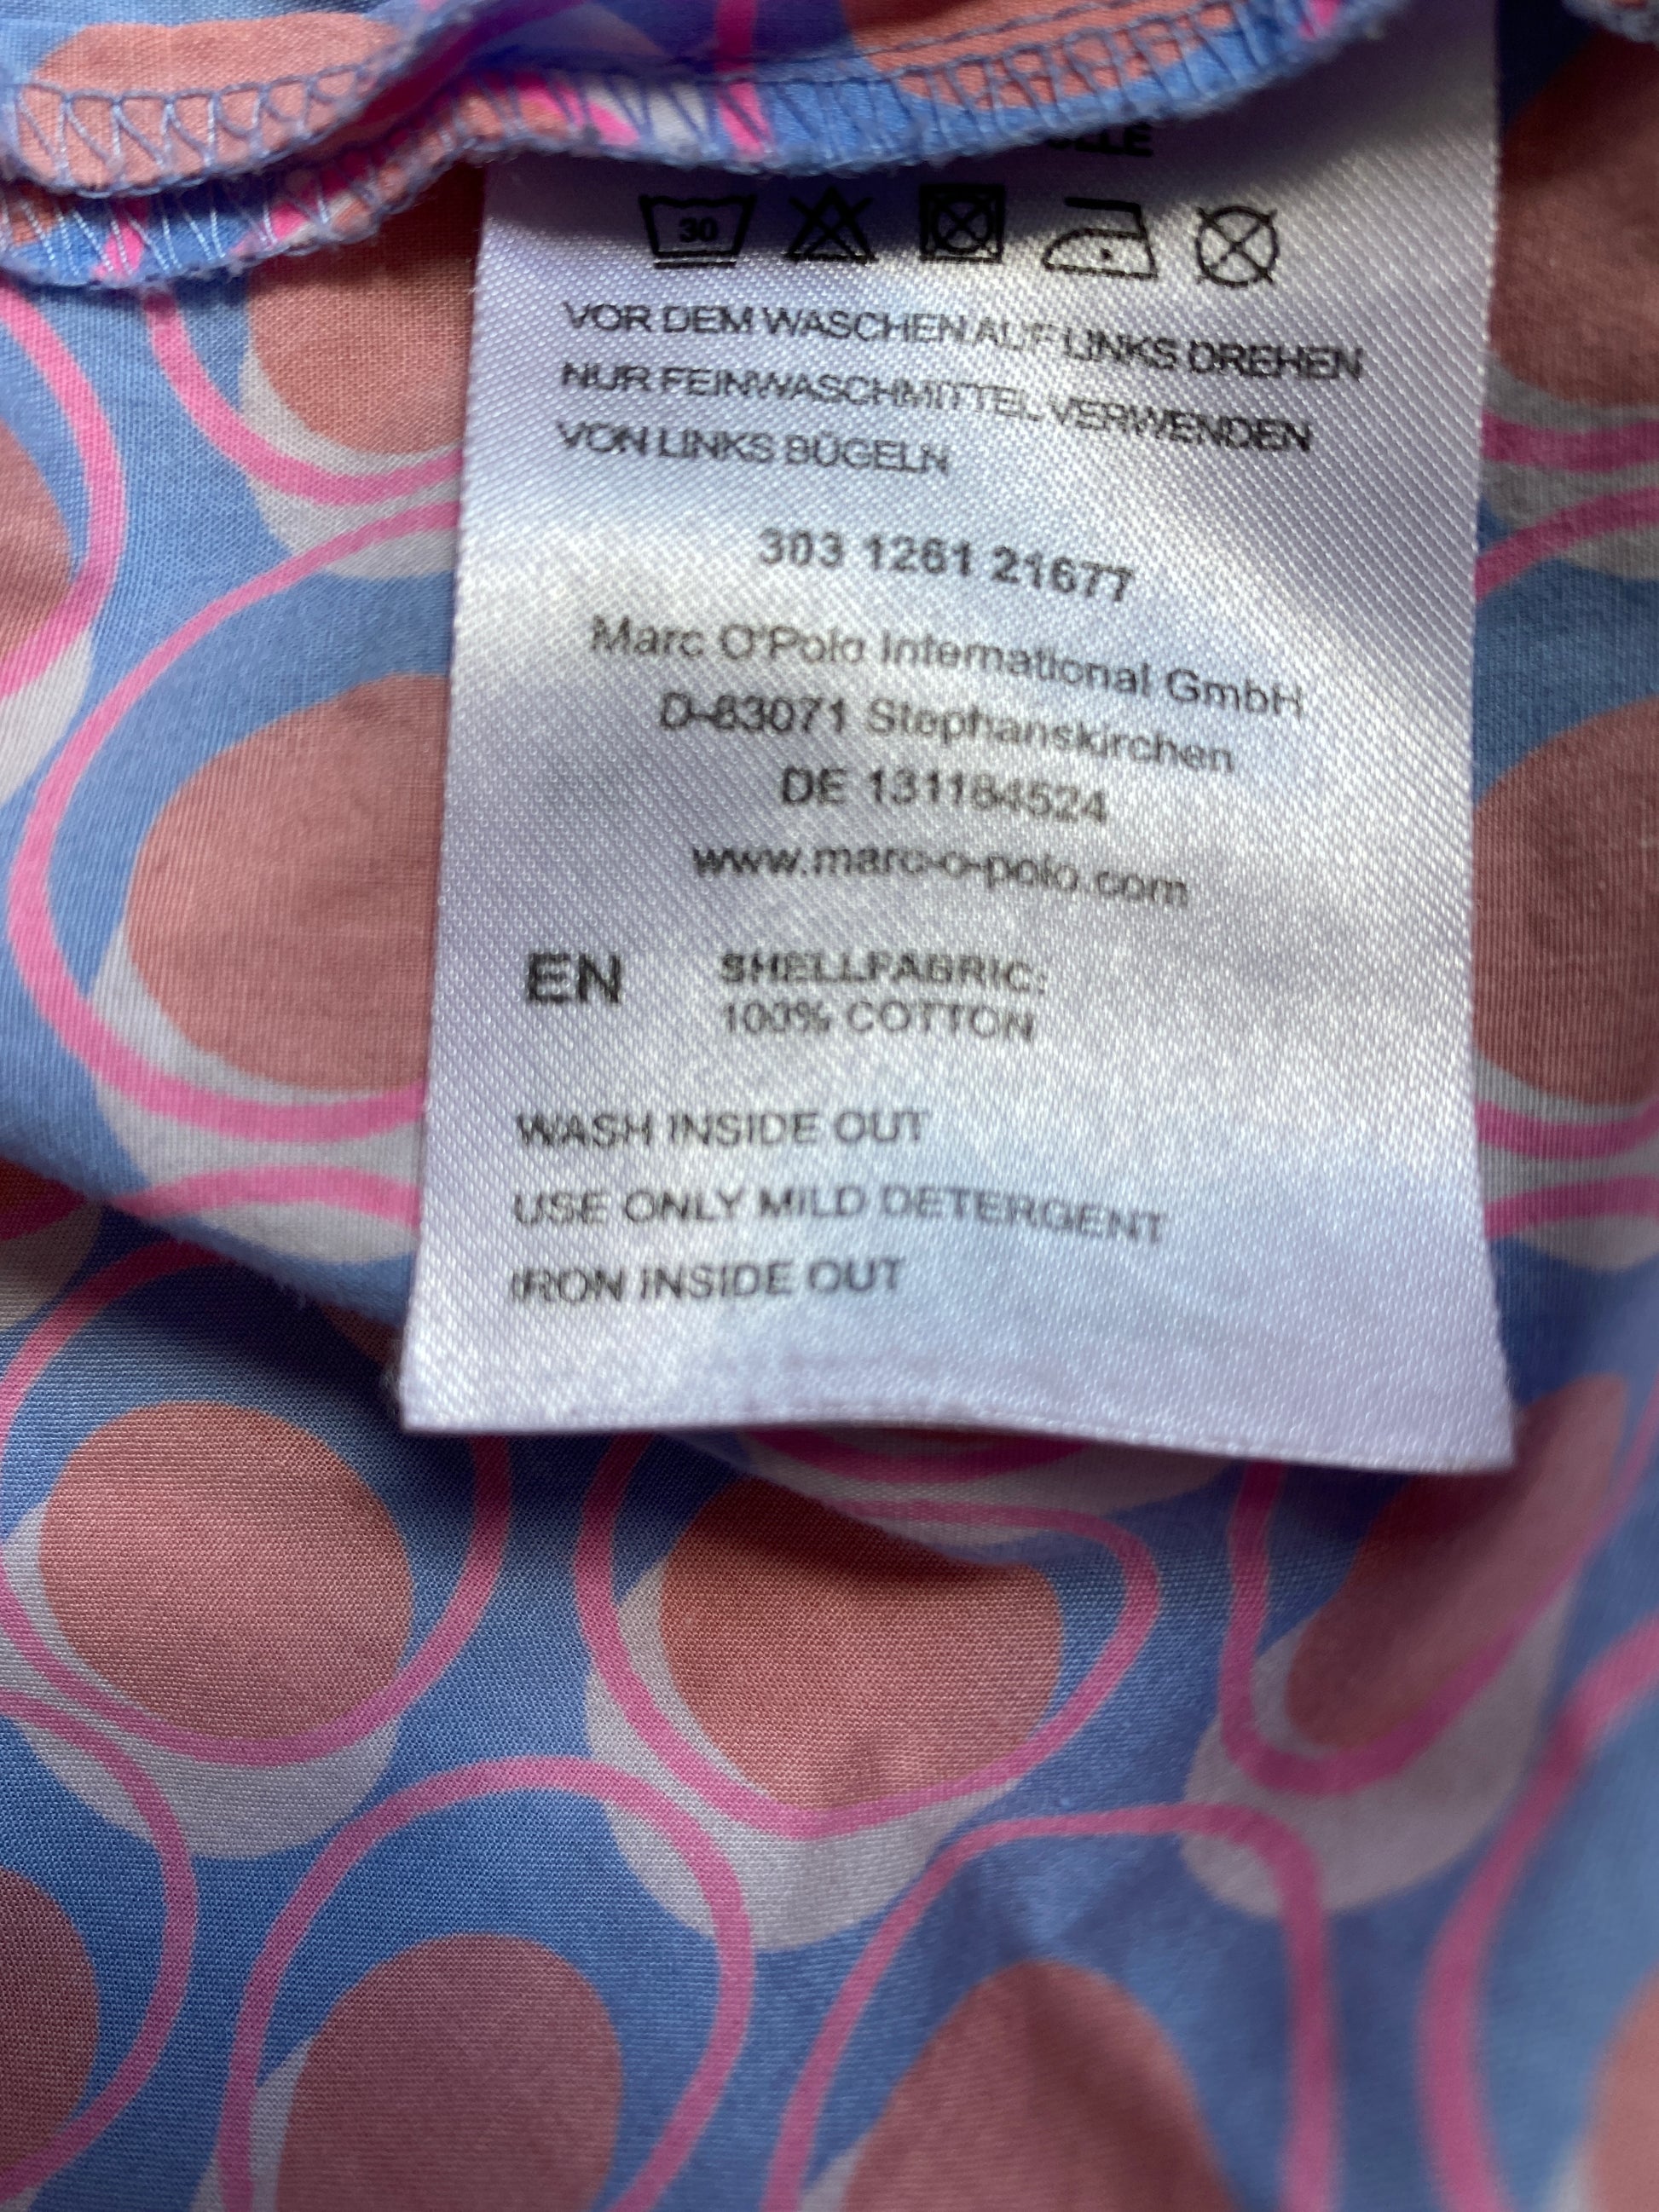 30
VOR DEM WASCHEN AUF LINKS DREHEN
NUR FEINWASCHMITTEL VERWENDEN
VON LINKS BÜGELN
303 1261 21677
Marc O'Polo International GmbH
D-83071 Stephanskirchen
DE 131184524
www.marc-o-polo.com
EN SHELLFABRIC:
100% COTTON
WASH INSIDE OUT
USE ONLY MILD DETERGENT
IRON INSIDE OUT